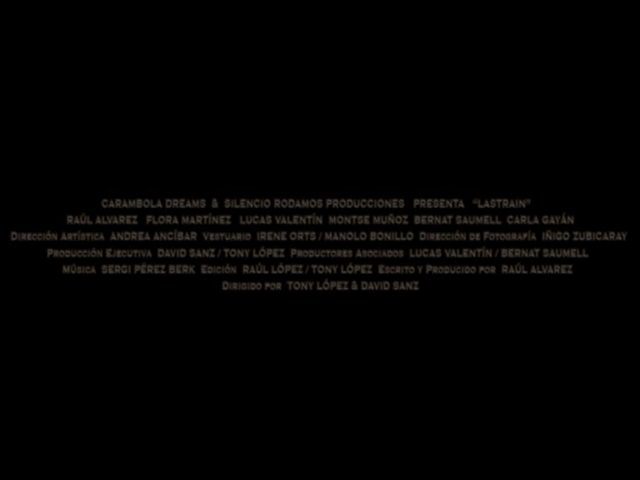 CARAMBOLA DREAMS & SILENCIO RODAMOS PRODUCCIONES PRESENTA "LASTRAIN"
RAÚL ALVAREZ FLORA MARTÍNEZ LUCAS VALENTÍN MONTSE MUÑOZ BERNAT SAUMELL CARLA GAYÁN
DIRECCIÓN ARTÍSTICA ANDREA ANCÍBAR VESTUARIO IRENE ORTS / MANOLO BONILLO DIRECCIÓN DE FOTOGRAFÍA IÑIGO ZUBICARAY
PRODUCCIÓN EJECUTIVA DAVID SANZ / TONY LÓPEZ PRODUCTORES ASOCIADOS LUCAS VALENTÍN / BERNAT SAUMELL
MÚSICA SERGI PÉREZ BERK EDICIÓN RAÚL LÓPEZ / TONY LÓPEZ ESCRITO Y PRODUCIDO POR RAÚL ALVAREZ
DIRIGIDO POR TONY LÓPEZ & DAVID SANZ